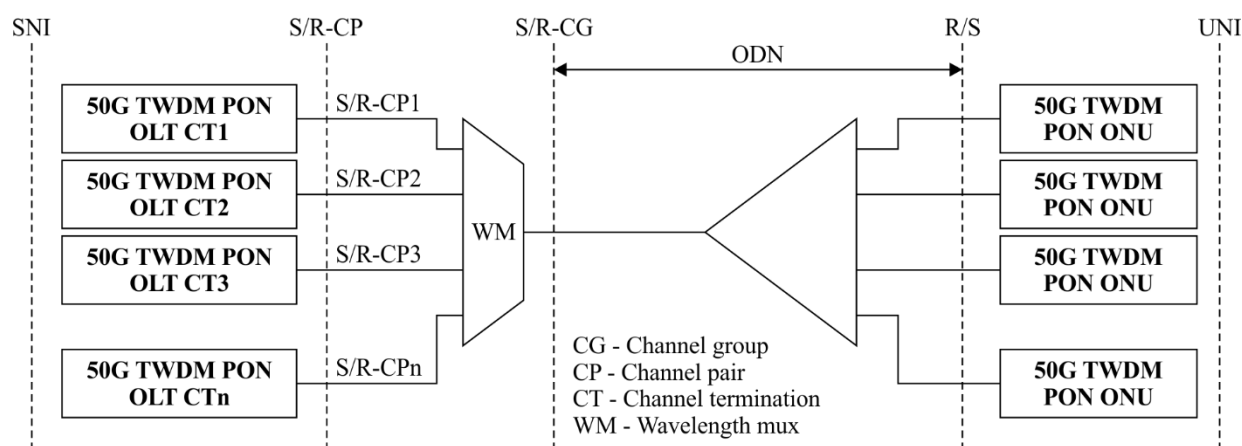 SNI S/R-CP S/R-CG R/S UNI
ODN
50G TWDM PON
OLT CT1
S/R-CP1
50G TWDM
PON ONU
50G TWDM PON
OLT CT2
S/R-CP2
50G TWDM
PON ONU
WM
50G TWDM PON
OLT CT3
S/R-CP3
50G TWDM
PON ONU
50G TWDM PON
OLT CTn
S/R-CPn
50G TWDM
PON ONU
CG - Channel group
CP - Channel pair
CT - Channel termination
WM - Wavelength mux